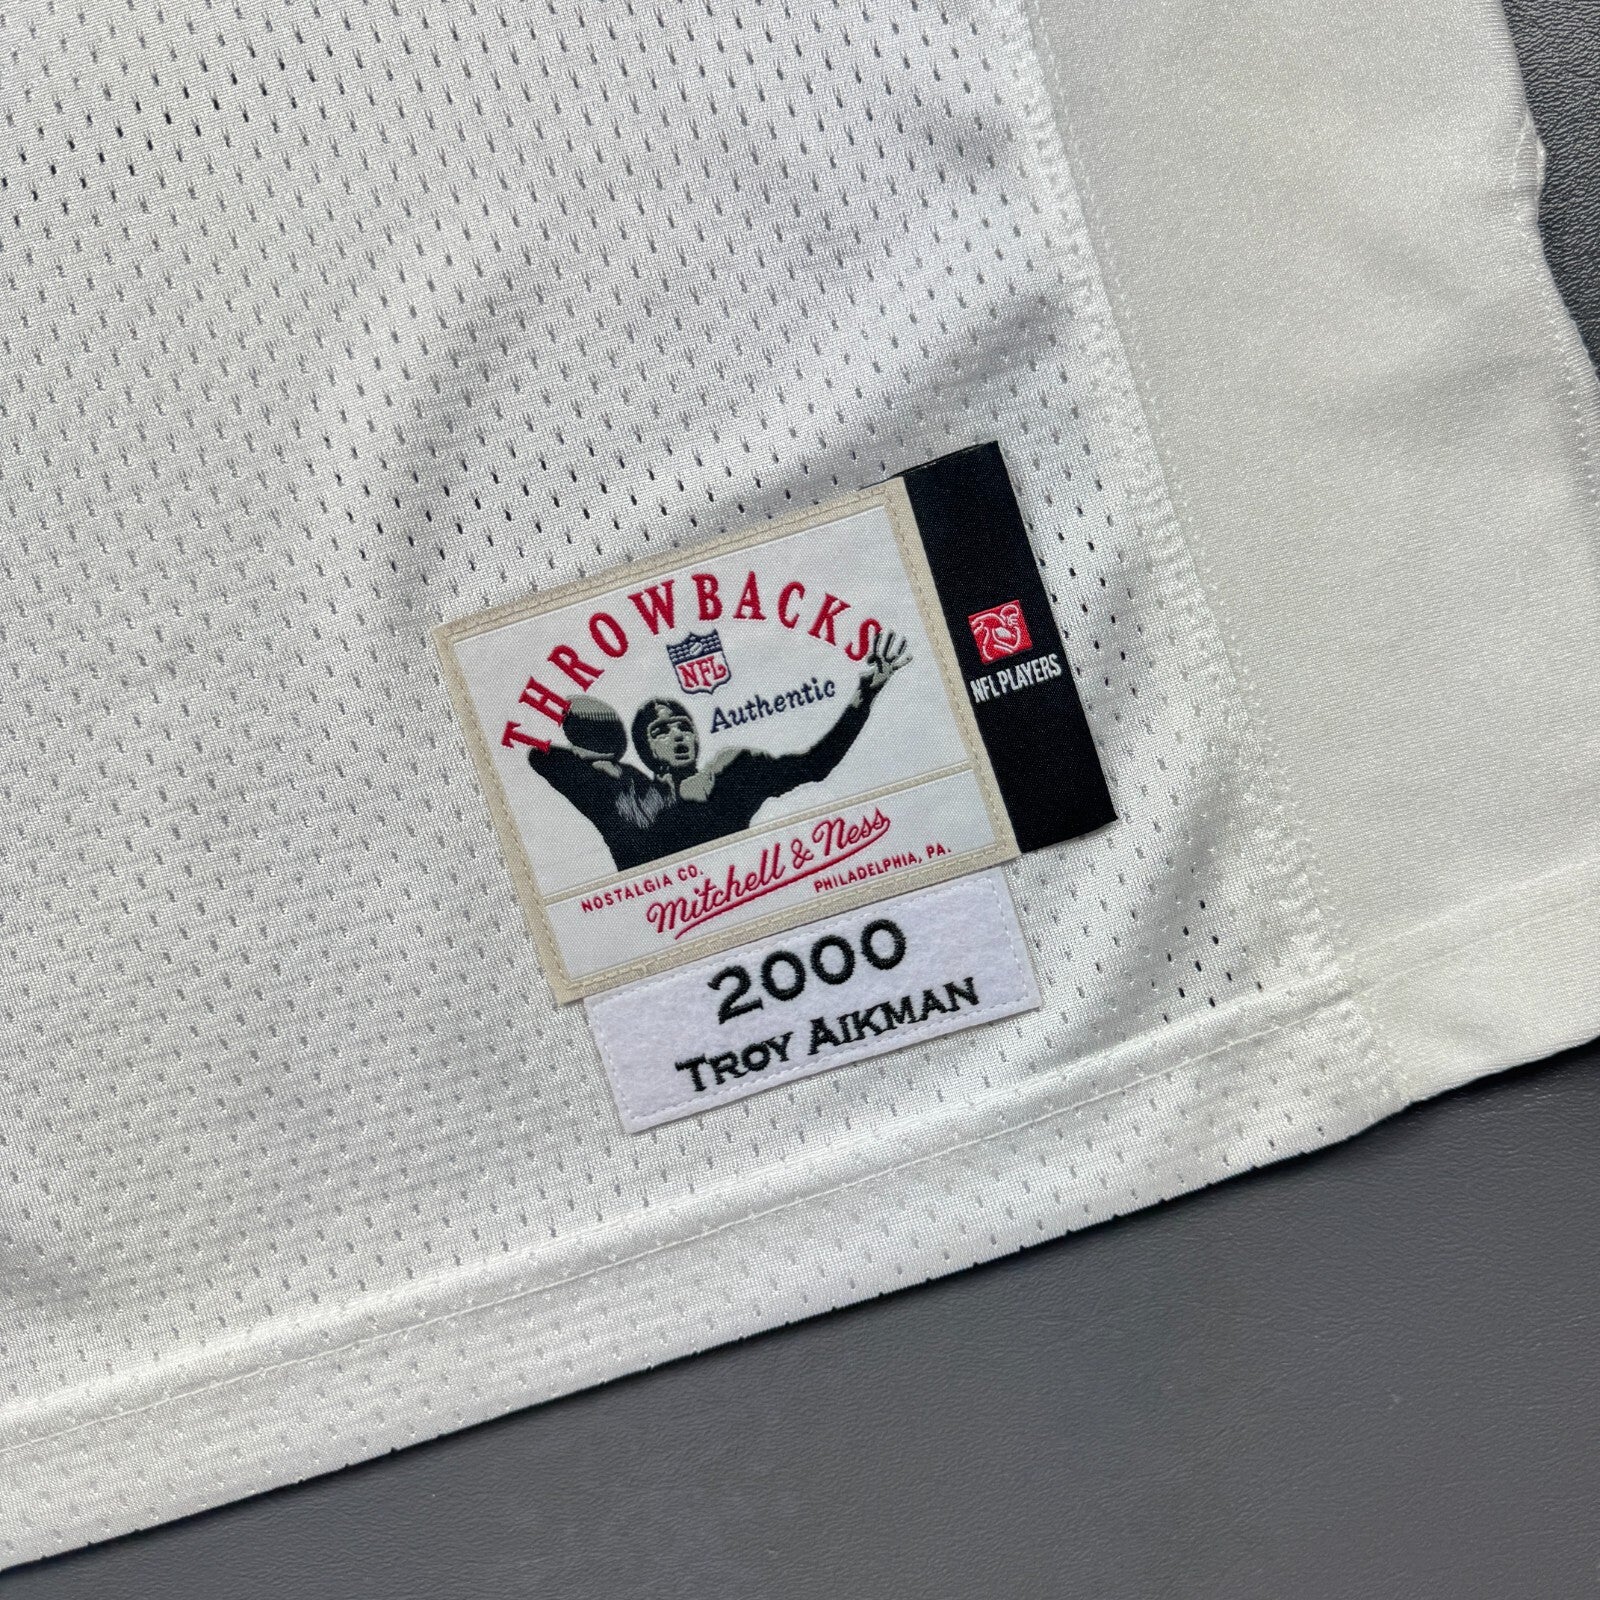 THROWBACKS
NFL
Authentic
NFL PLAYERS
NOSTALGIA CO.
Mitchell & Ness
PHILADELPHIA, PA.
2000
TROY AIKMAN